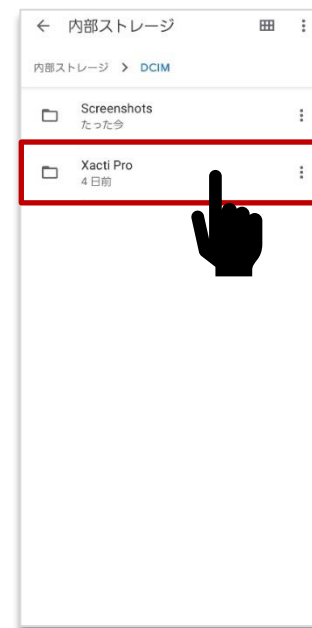 内部ストレージ
内部ストレージ > DCIM
Screenshots
たった今
Xacti Pro
4 日前